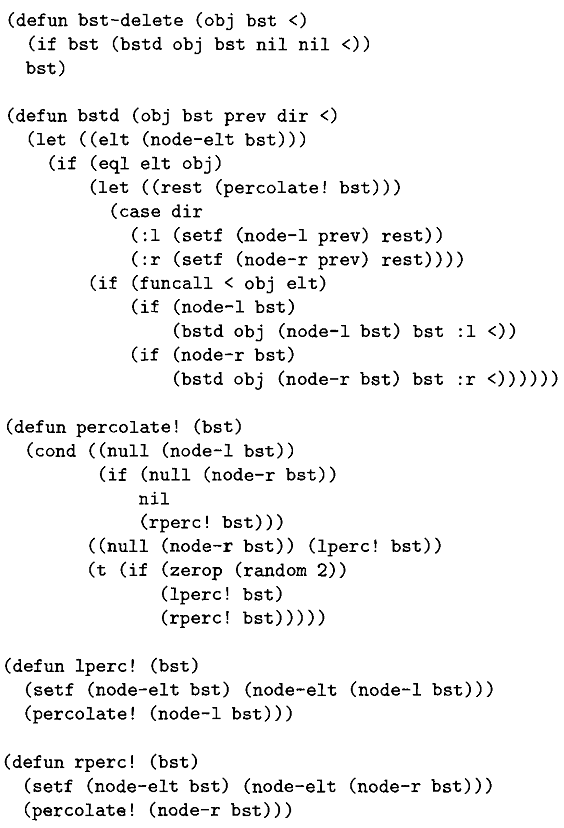 (defun bst-delete (obj bst <)
  (if bst (bstd obj bst nil nil <))
  bst)

(defun bstd (obj bst prev dir <)
  (let ((elt (node-elt bst)))
    (if (eql elt obj)
        (let ((rest (percolate! bst)))
          (case dir
            (:l (setf (node-l prev) rest))
            (:r (setf (node-r prev) rest))))
        (if (funcall < obj elt)
            (if (node-l bst)
                (bstd obj (node-l bst) bst :l <))
            (if (node-r bst)
                (bstd obj (node-r bst) bst :r <))))))

(defun percolate! (bst)
  (cond ((null (node-l bst))
         (if (null (node-r bst))
             nil
             (rperc! bst)))
        ((null (node-r bst)) (lperc! bst))
        (t (if (zerop (random 2))
               (lperc! bst)
               (rperc! bst)))))

(defun lperc! (bst)
  (setf (node-elt bst) (node-elt (node-l bst)))
  (percolate! (node-l bst)))

(defun rperc! (bst)
  (setf (node-elt bst) (node-elt (node-r bst)))
  (percolate! (node-r bst)))